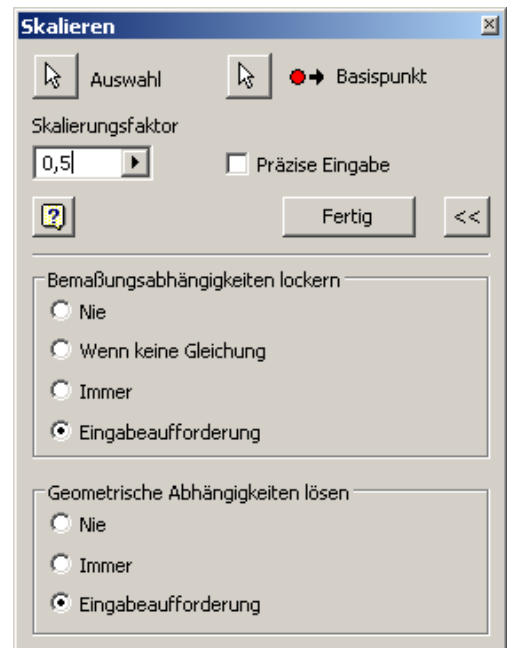 Skalieren
Auswahl Basispunkt
Skalierungsfaktor
0,5 Präzise Eingabe
Fertig <<
Bemaßungsabhängigkeiten lockern
Nie
Wenn keine Gleichung
Immer
Eingabeaufforderung
Geometrische Abhängigkeiten lösen
Nie
Immer
Eingabeaufforderung